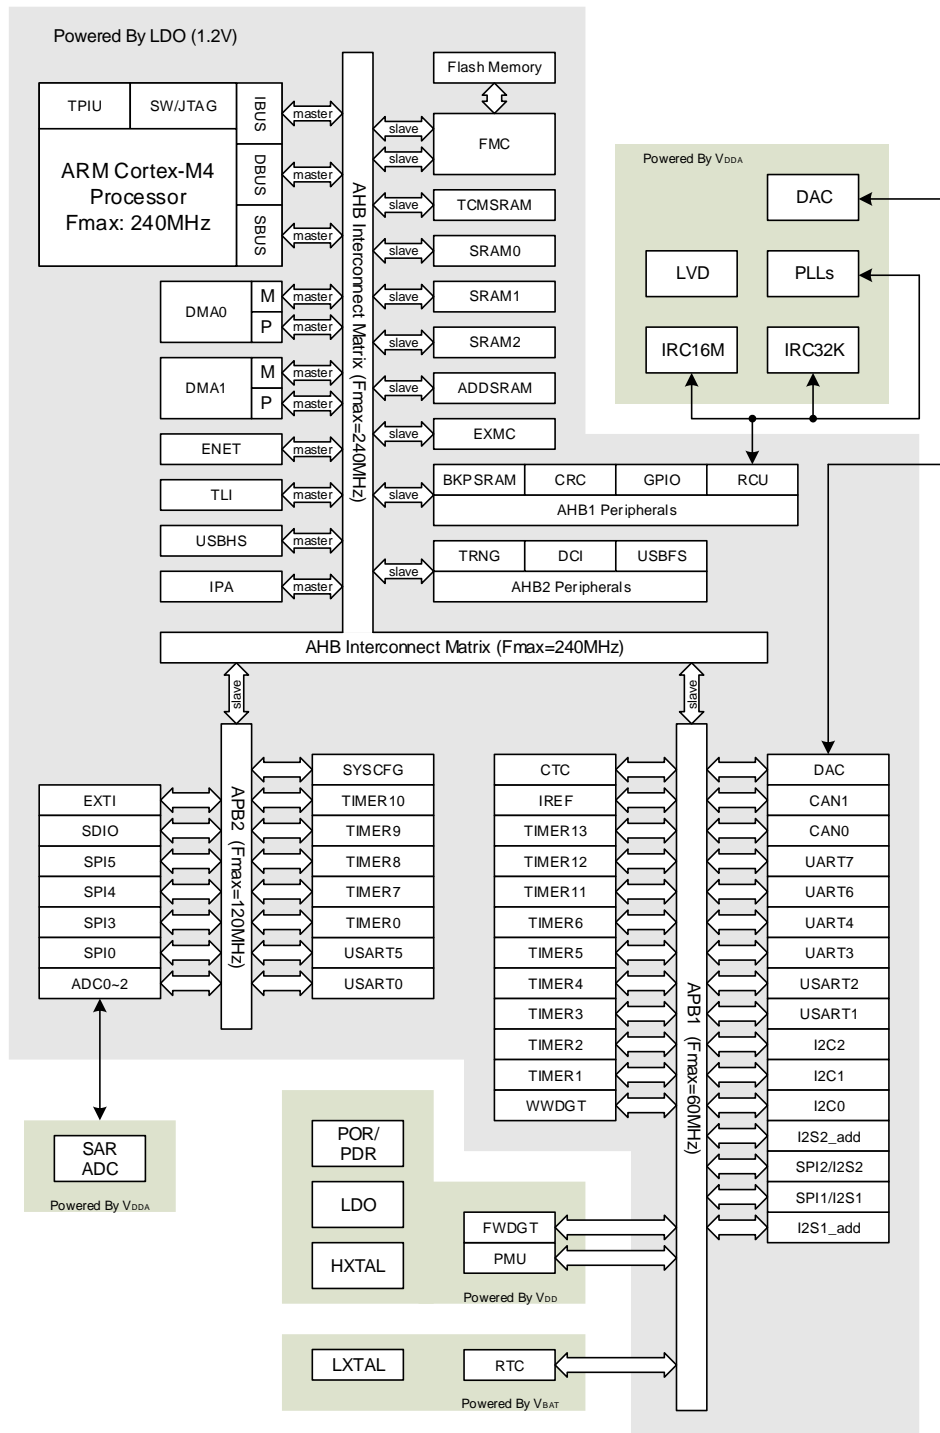 Powered By LDO (1.2V)
TPIU
SW/JTAG
IBUS
DBUS
SBUS
ARM Cortex-M4
Processor
Fmax: 240MHz
master
master
master
DMA0
M
P
master
master
DMA1
M
P
master
master
ENET
master
TLI
master
USBHS
master
IPA
master
AHB Interconnect Matrix (Fmax=240MHz)
Flash Memory
slave
slave
FMC
slave
TCMSRAM
slave
SRAM0
slave
SRAM1
slave
SRAM2
slave
ADDSRAM
slave
EXMC
slave
BKPSRAM
CRC
GPIO
RCU
AHB1 Peripherals
slave
TRNG
DCI
USBFS
AHB2 Peripherals
Powered By VDDA
DAC
LVD
PLLs
IRC16M
IRC32K
AHB Interconnect Matrix (Fmax=240MHz)
slave
slave
APB2 (Fmax=120MHz)
EXTI
SDIO
SPI5
SPI4
SPI3
SPI0
ADC0~2
SYSCFG
TIMER10
TIMER9
TIMER8
TIMER7
TIMER0
USART5
USART0
SAR
ADC
Powered By VDDA
APB1 (Fmax=60MHz)
CTC
IREF
TIMER13
TIMER12
TIMER11
TIMER6
TIMER5
TIMER4
TIMER3
TIMER2
TIMER1
WWDGT
DAC
CAN1
CAN0
UART7
UART6
UART4
UART3
USART2
USART1
I2C2
I2C1
I2C0
I2S2_add
SPI2/I2S2
SPI1/I2S1
I2S1_add
POR/
PDR
LDO
HXTAL
FWDGT
PMU
Powered By VDD
LXTAL
RTC
Powered By VBAT